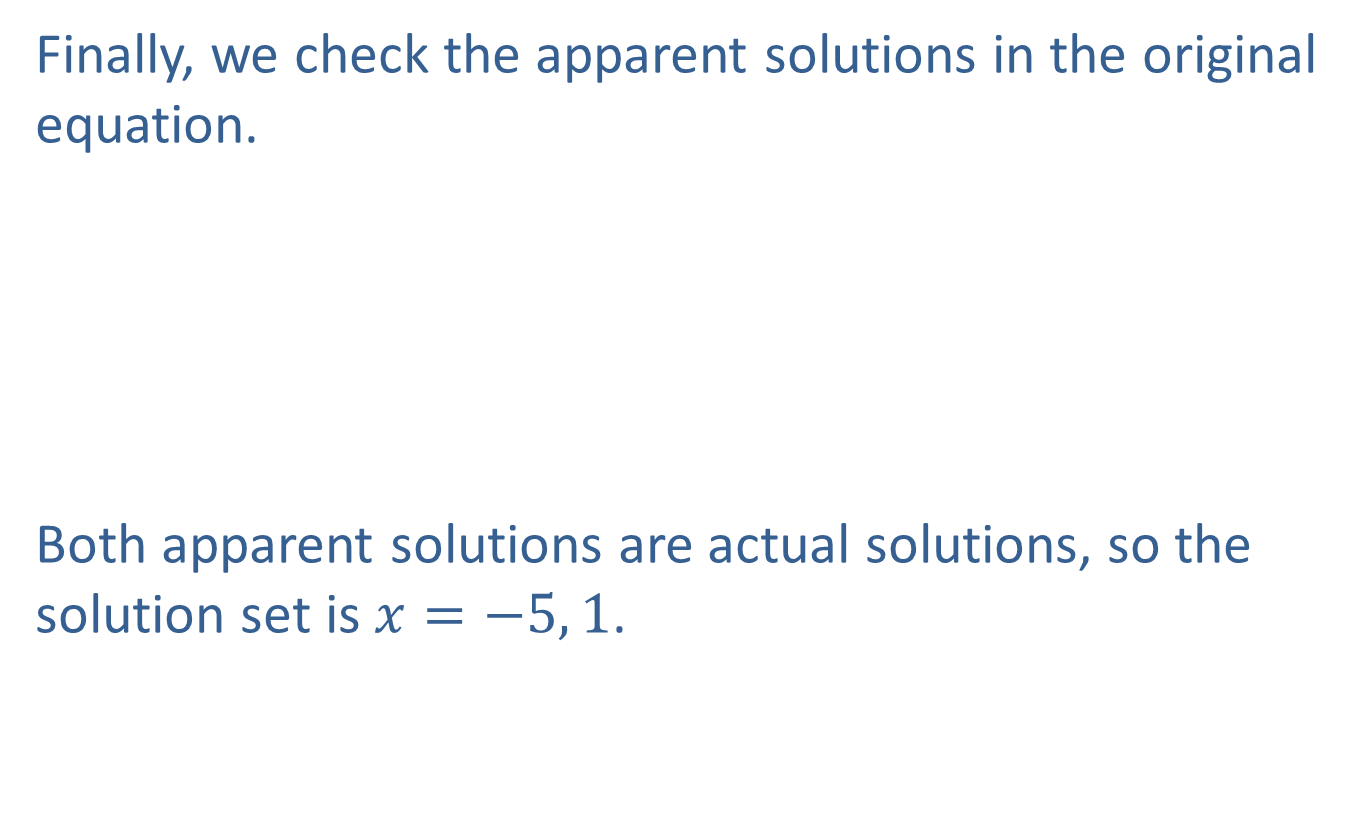 Finally, we check the apparent solutions in the original
equation.
Both apparent solutions are actual solutions, so the
solution set is 𝑥 = −5, 1.